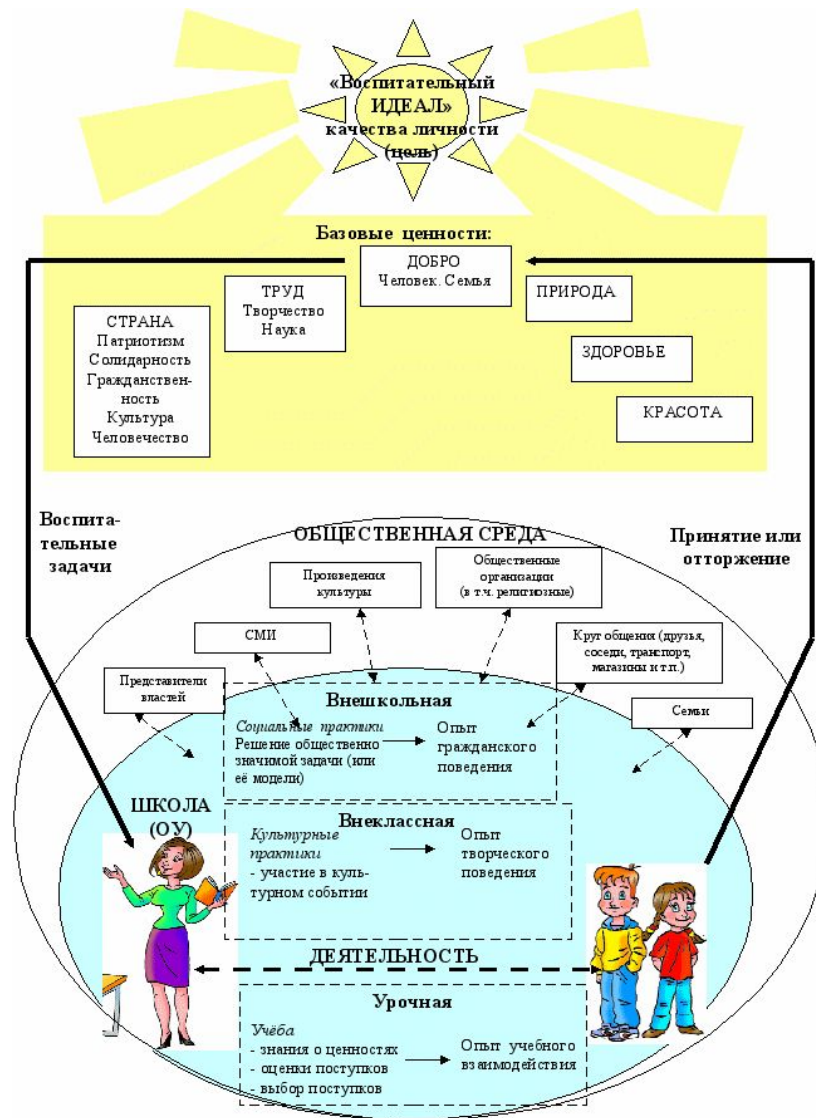 «Воспитательный
ИДЕАЛ»
качества личности
(цель)
Базовые ценности:
ДОБРО
Человек. Семья
ТРУД
Творчество
Наука
ПРИРОДА
СТРАНА
Патриотизм
Солидарность
Гражданствен-
ность
Культура
Человечество
ЗДОРОВЬЕ
КРАСОТА
Воспита-
тельные
задачи
ОБЩЕСТВЕННАЯ СРЕДА
Принятие или
отторжение
Произведения
культуры
Общественные
организации
(в т.ч. религиозные)
СМИ
Круг общения (друзья,
соседи, транспорт,
магазины и т.п.)
Представители
властей
Семьи
Внешкольная
Социальные практики
Решение общественно
значимой задачи (или
её модели)
Опыт
гражданского
поведения
ШКОЛА
(ОУ)
Внеклассная
Культурные
практики
- участие в куль-
турном событии
Опыт
творческого
поведения
ДЕЯТЕЛЬНОСТЬ
Урочная
Учёба
- знания о ценностях
- оценки поступков
- выбор поступков
Опыт учебного
взаимодействия